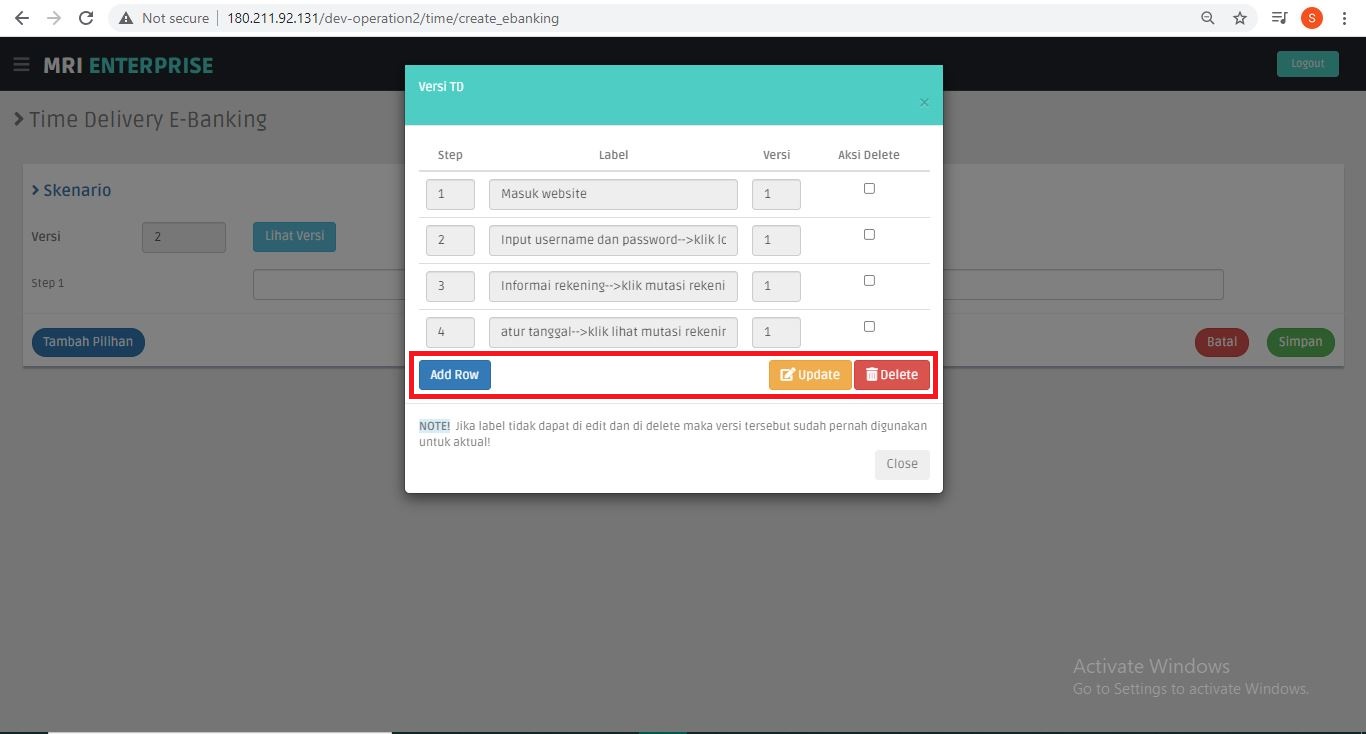 Not secure | 180.211.92.131/dev-operation2/time/create_ebanking
S
MRI ENTERPRISE
Logout
Time Delivery E-Banking
Skenario
Versi 2 Lihat Versi
Step 1
Tambah Pilihan
Batal Simpan
Versi TD
×
Step Label Versi Aksi Delete
1 Masuk website 1
2 Input username dan password-->klik lc 1
3 Informai rekening-->klik mutasi rekeni 1
4 atur tanggal-->klik lihat mutasi rekenir 1
Add Row Update Delete
NOTE! Jika label tidak dapat di edit dan di delete maka versi tersebut sudah pernah digunakan
untuk aktual!
Close
Activate Windows
Go to Settings to activate Windows.